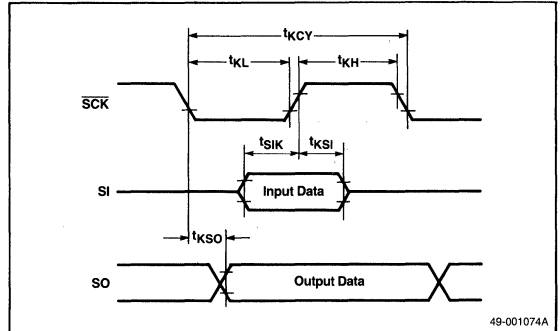 tKCY
tKL
tKH
SCK
tSIK
tKSI
SI
Input Data
tKSO
SO
Output Data
49-001074A